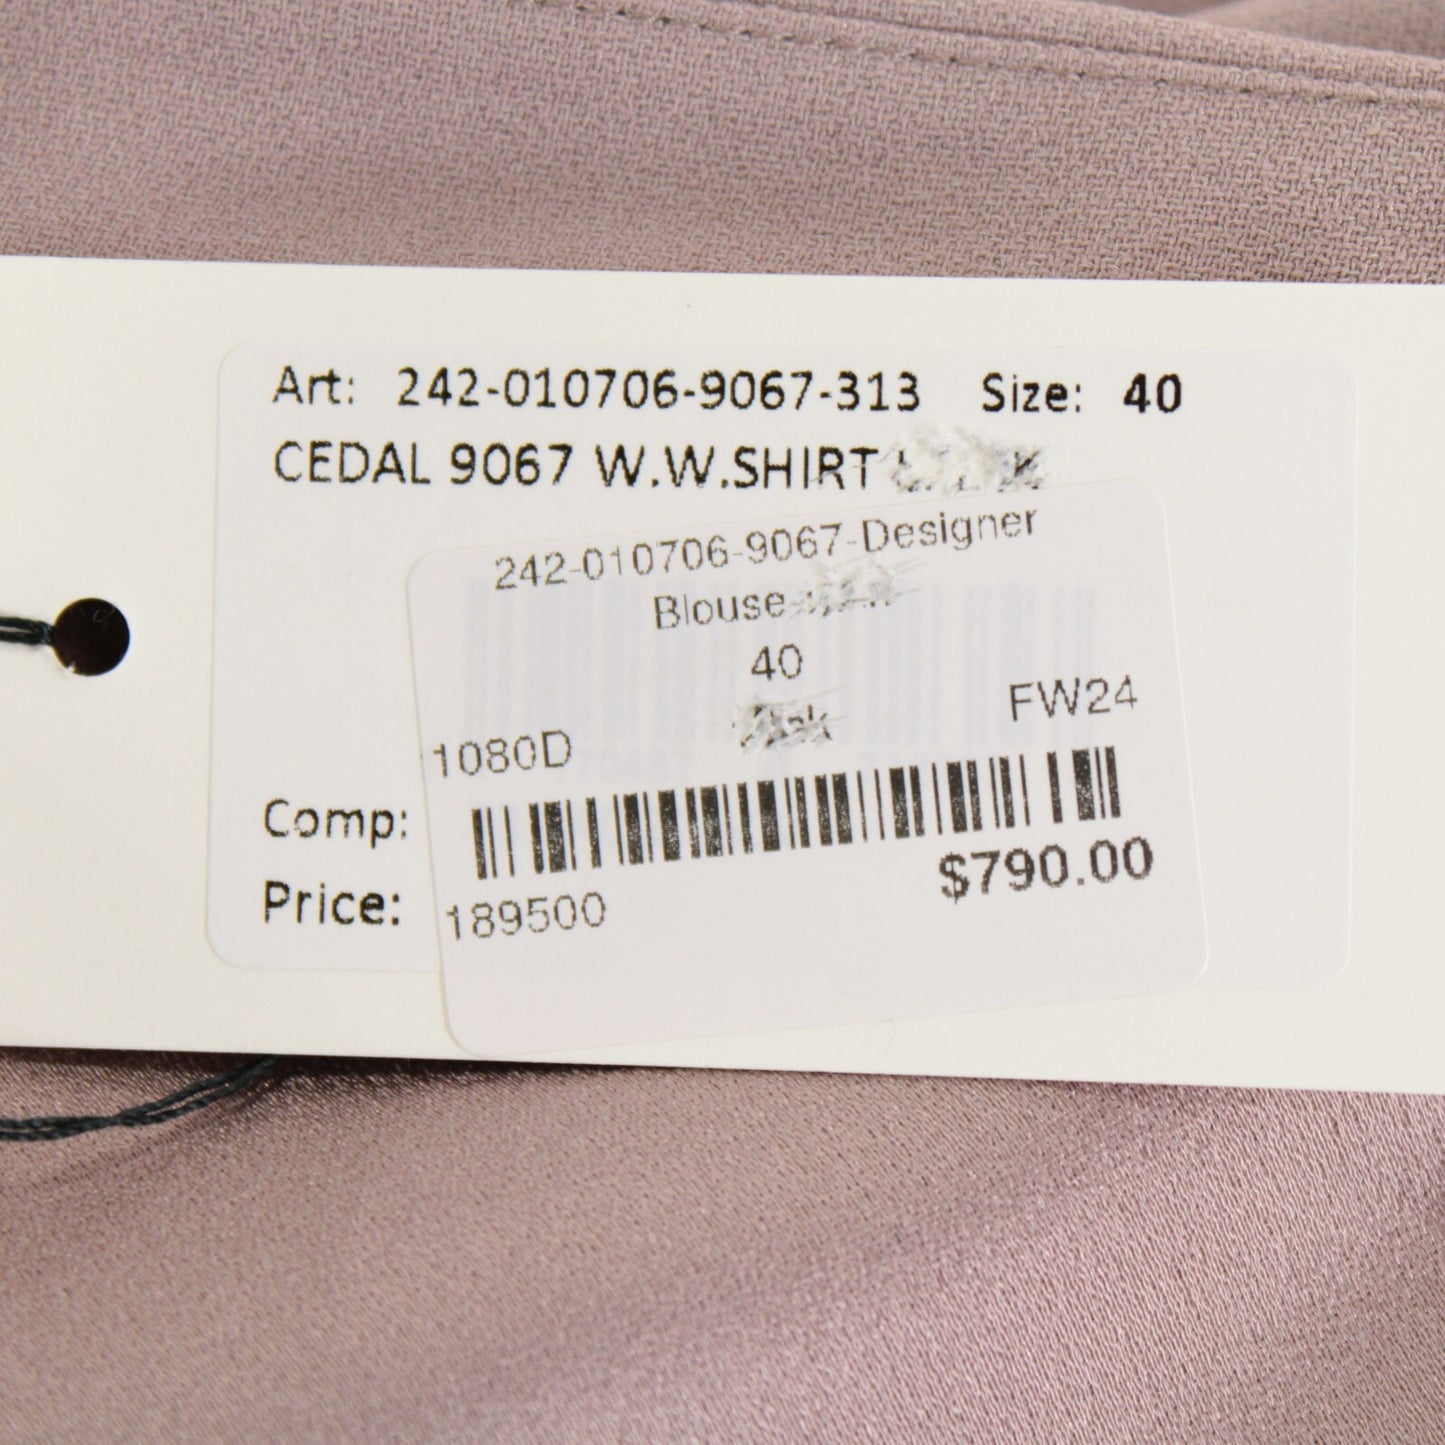 Art: 242-010706-9067-313 Size: 40
CEDAL 9067 W.W.SHIRT
242-010706-9067-Designer
Blouse
40
FW24
1080D
Comp:
$790.00
Price:
189500